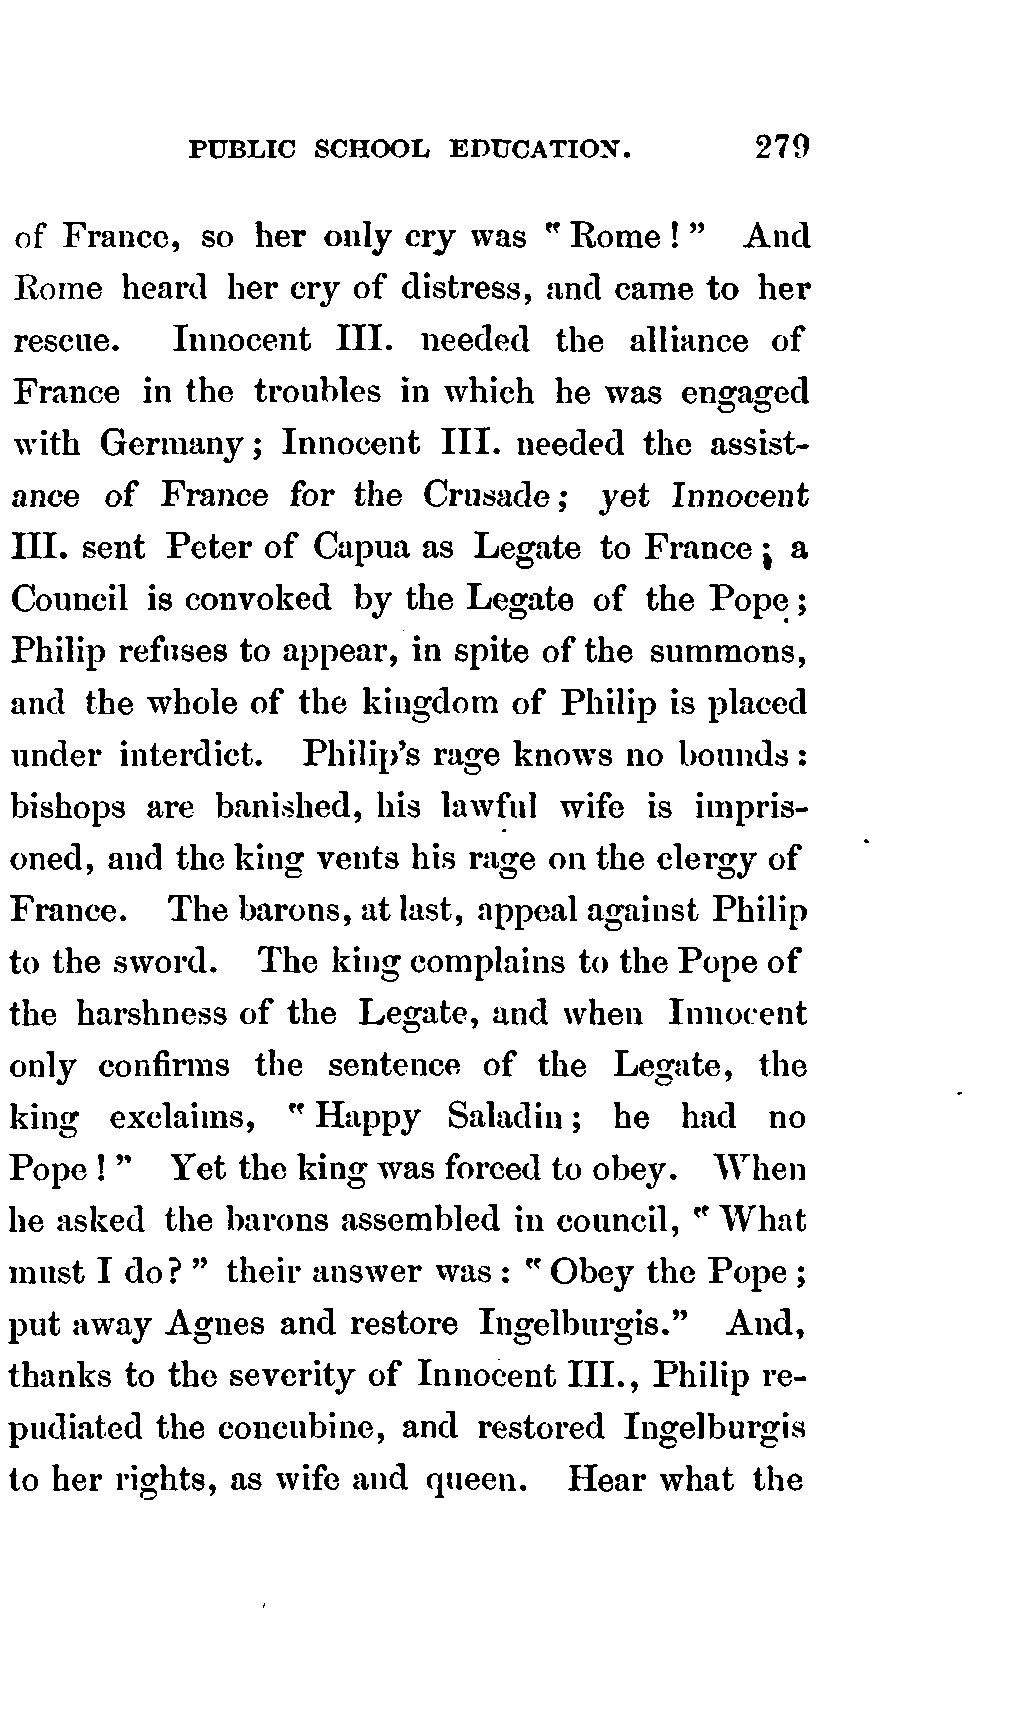 PUBLIC SCHOOL EDUCATION. 279
of France, so her only cry was "Rome!" And
Rome heard her cry of distress, and came to her
rescue. Innocent III. needed the alliance of
France in the troubles in which he was engaged
with Germany; Innocent III. needed the assist-
ance of France for the Crusade; yet Innocent
III. sent Peter of Capua as Legate to France; a
Council is convoked by the Legate of the Pope;
Philip refuses to appear, in spite of the summons,
and the whole of the kingdom of Philip is placed
under interdict. Philip's rage knows no bounds:
bishops are banished, his lawful wife is impris-
oned, and the king vents his rage on the clergy of
France. The barons, at last, appeal against Philip
to the sword. The king complains to the Pope of
the harshness of the Legate, and when Innocent
only confirms the sentence of the Legate, the
king exclaims, "Happy Saladin; he had no
Pope!" Yet the king was forced to obey. When
he asked the barons assembled in council, "What
must I do?" their answer was: "Obey the Pope;
put away Agnes and restore Ingelburgis." And,
thanks to the severity of Innocent III., Philip re-
pudiated the concubine, and restored Ingelburgis
to her rights, as wife and queen. Hear what the